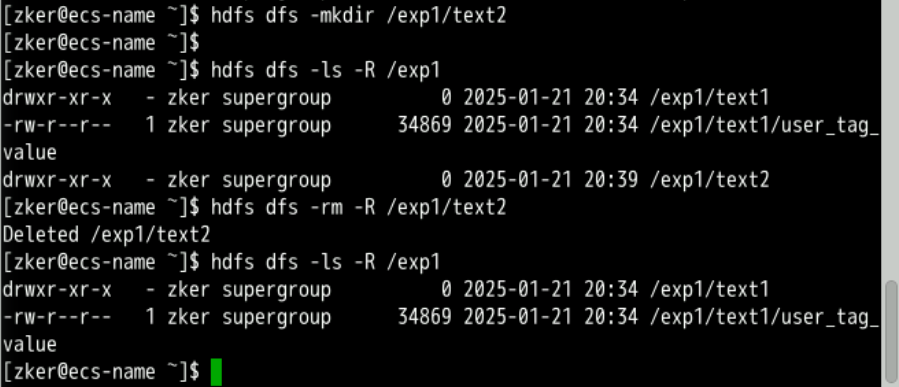 [zker@ecs-name ~]$ hdfs dfs -mkdir /exp1/text2
[zker@ecs-name ~]$
[zker@ecs-name ~]$ hdfs dfs -ls -R /exp1
drwxr-xr-x   - zker supergroup          0 2025-01-21 20:34 /exp1/text1
-rw-r--r--   1 zker supergroup      34869 2025-01-21 20:34 /exp1/text1/user_tag_
value
drwxr-xr-x   - zker supergroup          0 2025-01-21 20:39 /exp1/text2
[zker@ecs-name ~]$ hdfs dfs -rm -R /exp1/text2
Deleted /exp1/text2
[zker@ecs-name ~]$ hdfs dfs -ls -R /exp1
drwxr-xr-x   - zker supergroup          0 2025-01-21 20:34 /exp1/text1
-rw-r--r--   1 zker supergroup      34869 2025-01-21 20:34 /exp1/text1/user_tag_
value
[zker@ecs-name ~]$